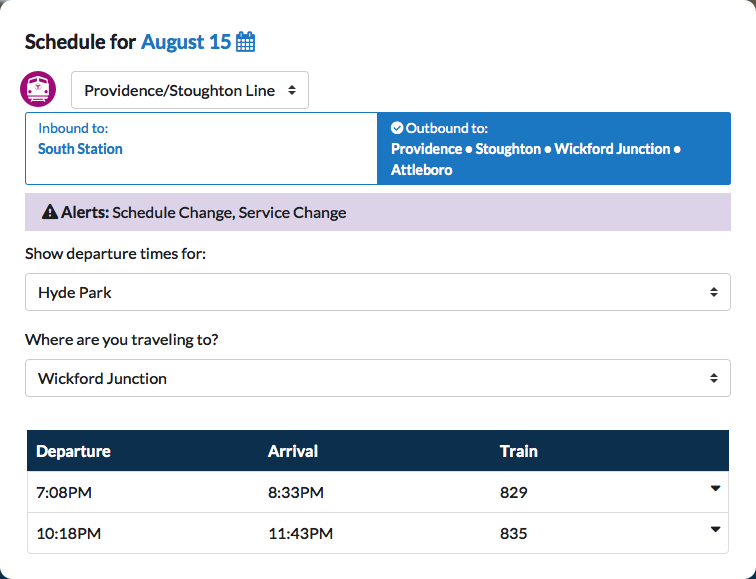 Schedule for August 15
Providence/Stoughton Line
Inbound to:
South Station
Outbound to:
Providence • Stoughton • Wickford Junction •
Attleboro
Alerts: Schedule Change, Service Change
Show departure times for:
Hyde Park
Where are you traveling to?
Wickford Junction
Departure Arrival Train
7:08PM 8:33PM 829
10:18PM 11:43PM 835